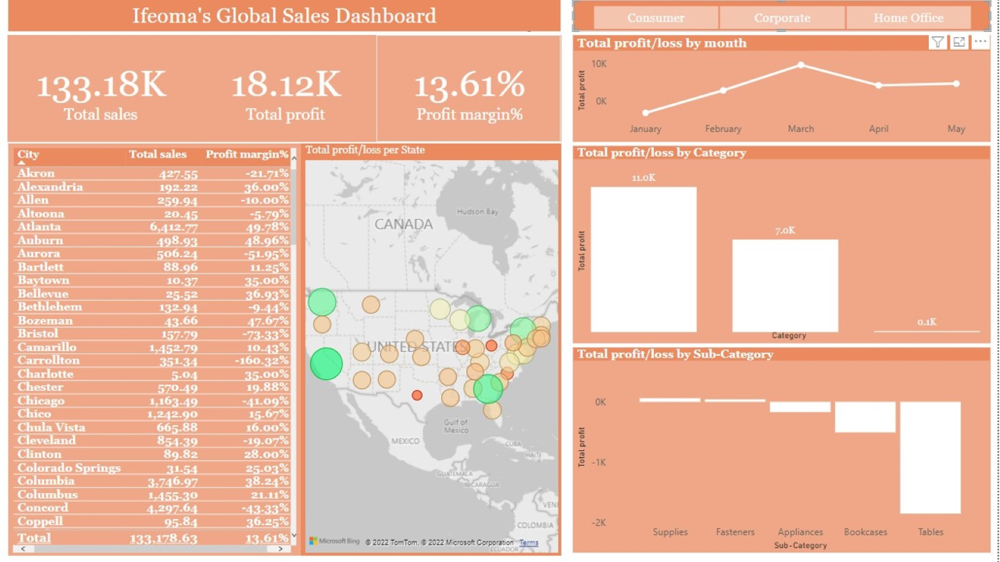 Ifeoma's Global Sales Dashboard
Consumer Corporate Home Office
133.18K
Total sales
18.12K
Total profit
13.61%
Profit margin%
Total profit/loss by month
Total profit
10K
0K
January February March April May
City Total sales Profit margin%
Akron 427.55 -21.71%
Alexandria 192.22 36.00%
Allen 259.94 -10.00%
Altoona 20.45 -5.79%
Atlanta 6,412.77 49.78%
Auburn 498.93 48.96%
Aurora 506.24 -51.95%
Bartlett 88.96 11.25%
Baytown 10.37 35.00%
Bellevue 25.52 36.93%
Bethlehem 132.94 -9.44%
Bozeman 43.66 47.67%
Bristol 157.79 -73.33%
Camarillo 1,452.79 10.43%
Carrollton 351.34 -160.32%
Charlotte 5.04 35.00%
Chester 570.49 19.88%
Chicago 1,163.49 -41.09%
Chico 1,242.90 15.67%
Chula Vista 665.88 16.00%
Cleveland 854.39 -19.07%
Clinton 89.82 28.00%
Colorado Springs 31.54 25.03%
Columbia 3,746.97 38.24%
Columbus 1,455.30 21.11%
Concord 4,297.64 -43.33%
Coppell 95.84 36.25%
Total 133,178.63 13.61%
Total profit/loss per State
Hudson Bay
CANADA
UNITED STATES
Gulf of
Mexico
MEXICO
CUBA
HAITI
GUATEMALA
NICARAGUA
VEN
COLOMBIA
ECUADOR
Microsoft Bing © 2022 TomTom, © 2022 Microsoft Corporation Terms
Total profit/loss by Category
Total profit
11.0K
7.0K
0.1K
Category
Total profit/loss by Sub-Category
Total profit
0K
-1K
-2K
Supplies Fasteners Appliances Bookcases Tables
Sub-Category